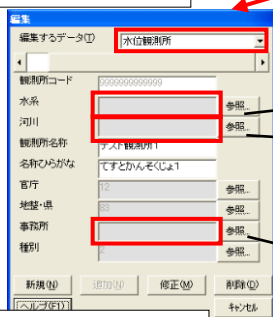 編集
編集するデータ(T) 水位観測所
観測所コード 9999999999999
水系 参照...
河川 参照...
観測所名称 テスト観測所1
名称ひらがな てすとかんそくじょ1
官庁 12 参照...
地整・県 83 参照...
事務所 参照...
種別 2 参照...
新規(N) 追加(N) 修正(M) 削除(D)
ヘルプ(F1) キャンセル